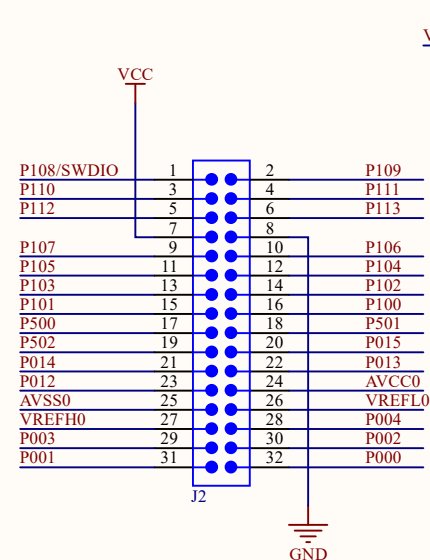 V
VCC
P108/SWDIO 1 2 P109
P110 3 4 P111
P112 5 6 P113
7 8
P107 9 10 P106
P105 11 12 P104
P103 13 14 P102
P101 15 16 P100
P500 17 18 P501
P502 19 20 P015
P014 21 22 P013
P012 23 24 AVCC0
AVSS0 25 26 VREFL0
VREFH0 27 28 P004
P003 29 30 P002
P001 31 32 P000
J2
GND